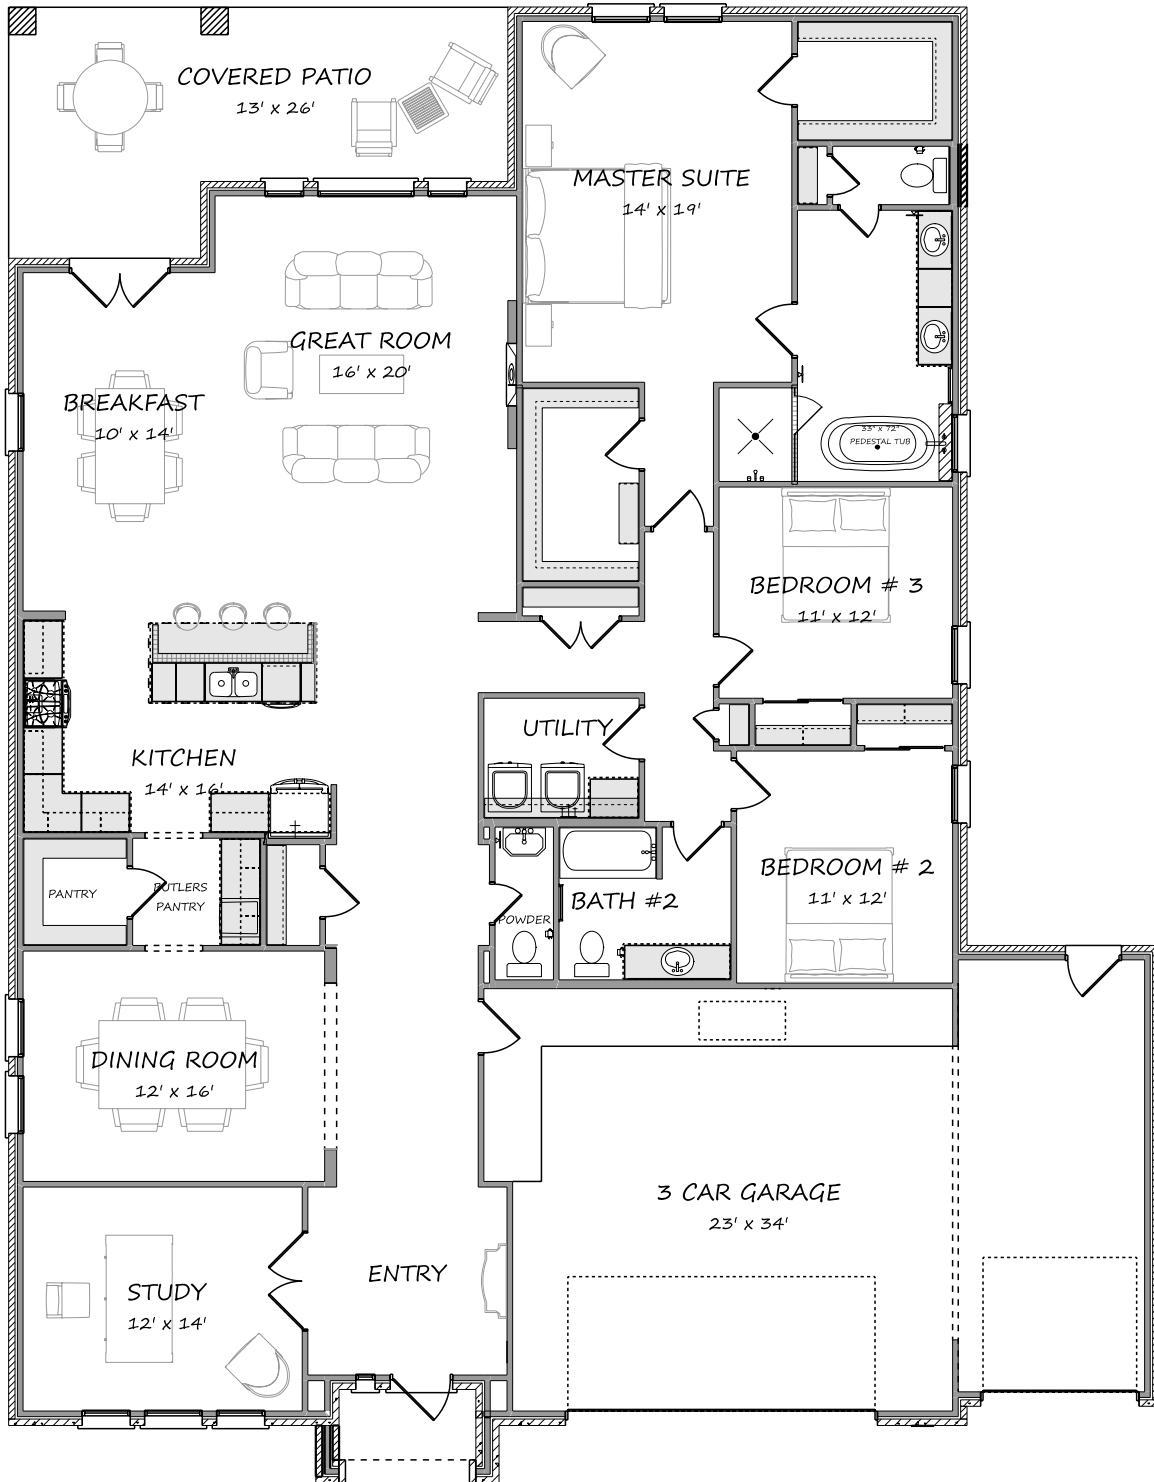 COVERED PATIO
13' x 26'
MASTER SUITE
14' x 19'
GREAT ROOM
16' x 20'
BREAKFAST
10' x 14'
33" x 72"
PEDESTAL TUB
BEDROOM # 3
11' x 12'
UTILITY
KITCHEN
14' x 16'
BEDROOM # 2
11' x 12'
PANTRY
BUTLERS
PANTRY
BATH #2
POWDER
DINING ROOM
12' x 16'
3 CAR GARAGE
23' x 34'
ENTRY
STUDY
12' x 14'